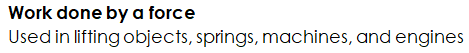 Work done by a force
Used in lifting objects, springs, machines, and engines